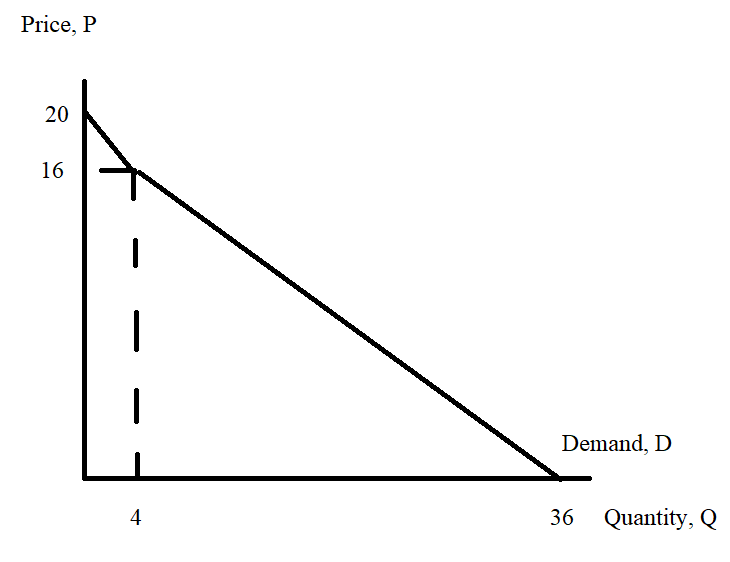 Price, P
20
16
Demand, D
4
36
Quantity, Q